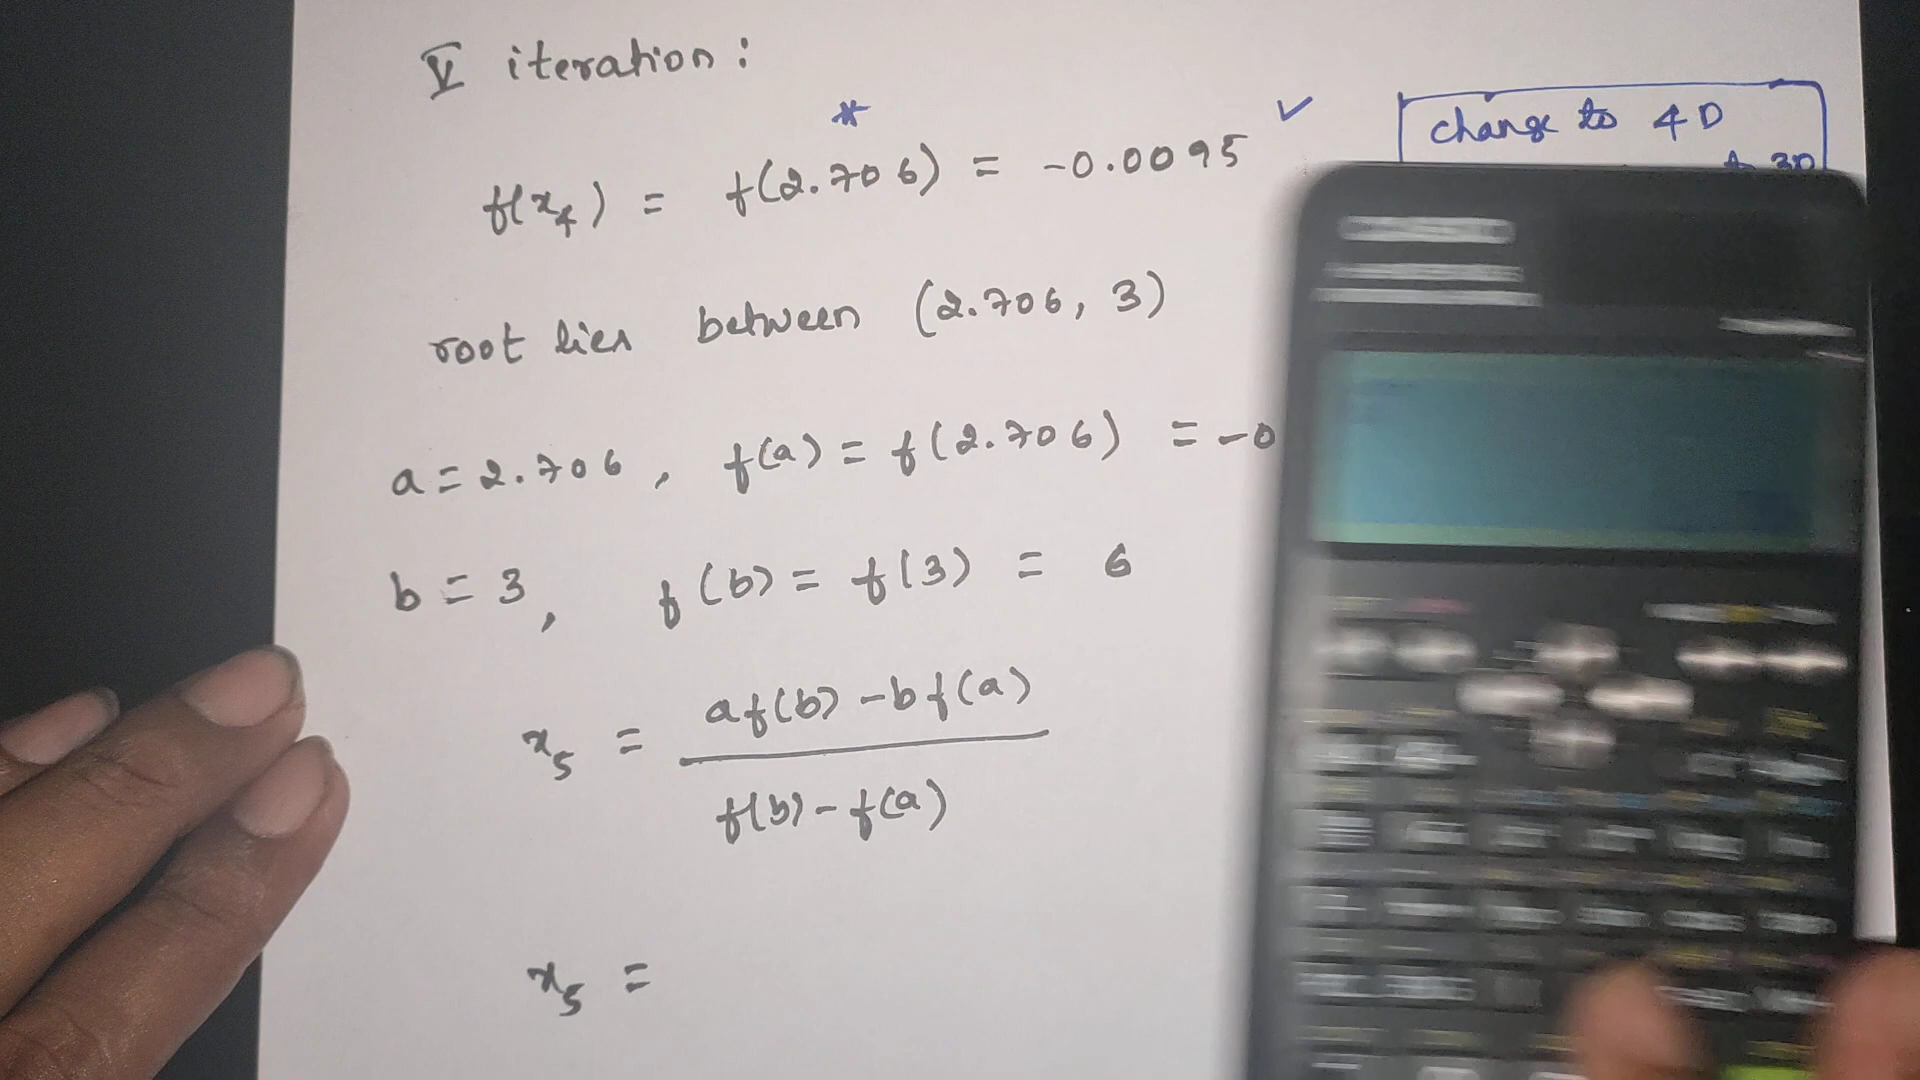 V iteration :
*
f(x₄) = f(2.706) = -0.0095 ✓
change to 4D
3D
root lies between (2.706, 3)
a = 2.706, f(a) = f(2.706) = -0
b = 3, f(b) = f(3) = 6
x₅ = af(b) - bf(a)
f(b) - f(a)
x₅ =